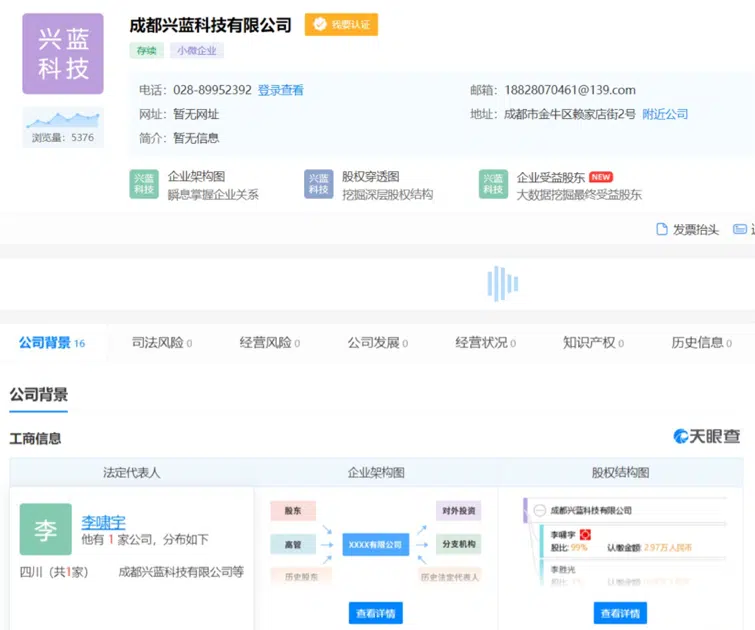 兴蓝
科技
成都兴蓝科技有限公司
我要认证
存续 小微企业
电话：028-89952392 登录查看 邮箱：18828070461@139.com
网址：暂无网址 地址：成都市金牛区赖家店街2号 附近公司
简介：暂无信息
浏览量：5376
兴蓝
科技
企业架构图
瞬息掌握企业关系
兴蓝
科技
股权穿透图
挖掘深层股权结构
兴蓝
科技
企业受益股东 NEW
大数据挖掘最终受益股东
发票抬头
公司背景 16 司法风险 0 经营风险 0 公司发展 0 经营状况 0 知识产权 0 历史信息 0
公司背景
工商信息 天眼查
法定代表人 企业架构图 股权结构图
李
李啸宇
他有 1 家公司，分布如下
四川（共1家） 成都兴蓝科技有限公司等
股东 对外投资
高管 XXXX有限公司 分支机构
历史股东 历史法定代表人
查看详情
成都兴蓝科技有限公司
李啸宇
股比：99% 认缴金额：2.97万人民币
李胜光
查看详情